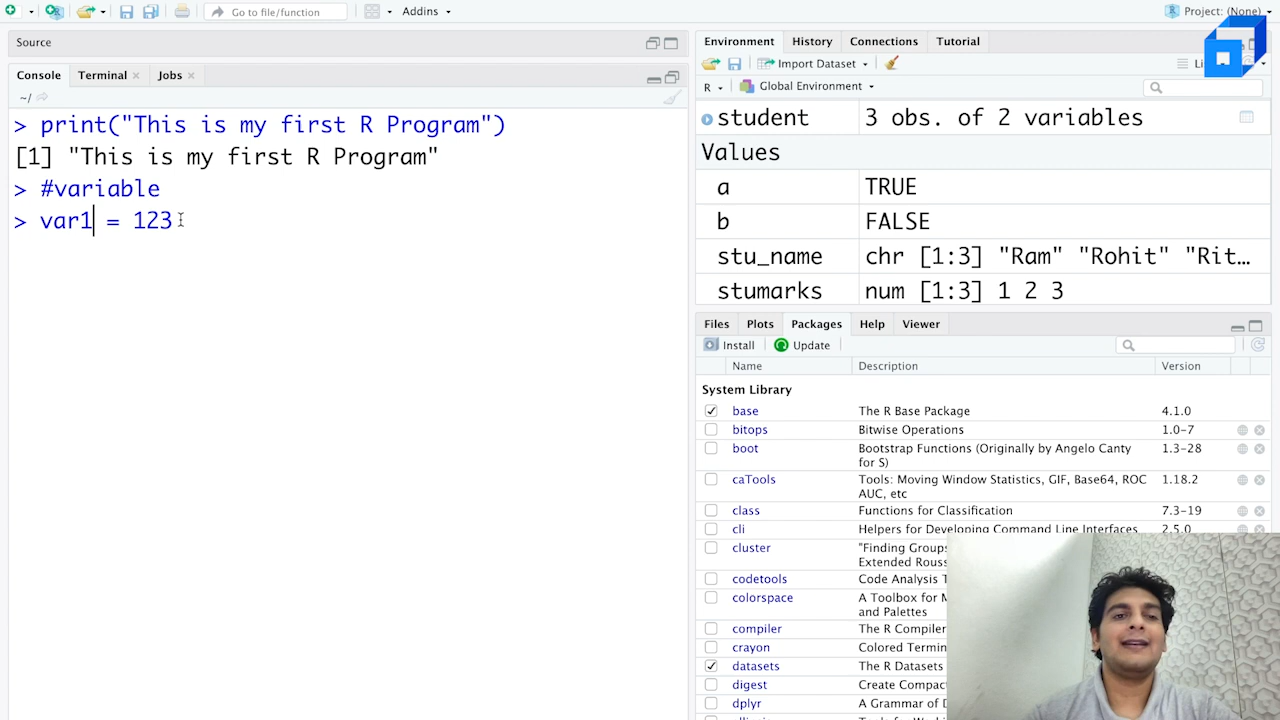 Go to file/function
Addins
Project: (None)
Source
Console Terminal Jobs
~/
> print("This is my first R Program")
[1] "This is my first R Program"
> #variable
> var1 = 123
Environment History Connections Tutorial
Import Dataset
R Global Environment
student 3 obs. of 2 variables
Values
a TRUE
b FALSE
stu_name chr [1:3] "Ram" "Rohit" "Rit…
stumarks num [1:3] 1 2 3
Files Plots Packages Help Viewer
Install Update
Name Description Version
System Library
base The R Base Package 4.1.0
bitops Bitwise Operations 1.0-7
boot Bootstrap Functions (Originally by Angelo Canty 1.3-28
for S)
caTools Tools: Moving Window Statistics, GIF, Base64, ROC 1.18.2
AUC, etc
class Functions for Classification 7.3-19
cli Helpers for Developing Command Line Interfaces 2.5.0
cluster "Finding Groups
Extended Rouss
codetools Code Analysis T
colorspace A Toolbox for M
and Palettes
compiler The R Compiler
crayon Colored Termin
datasets The R Datasets
digest Create Compac
dplyr A Grammar of D